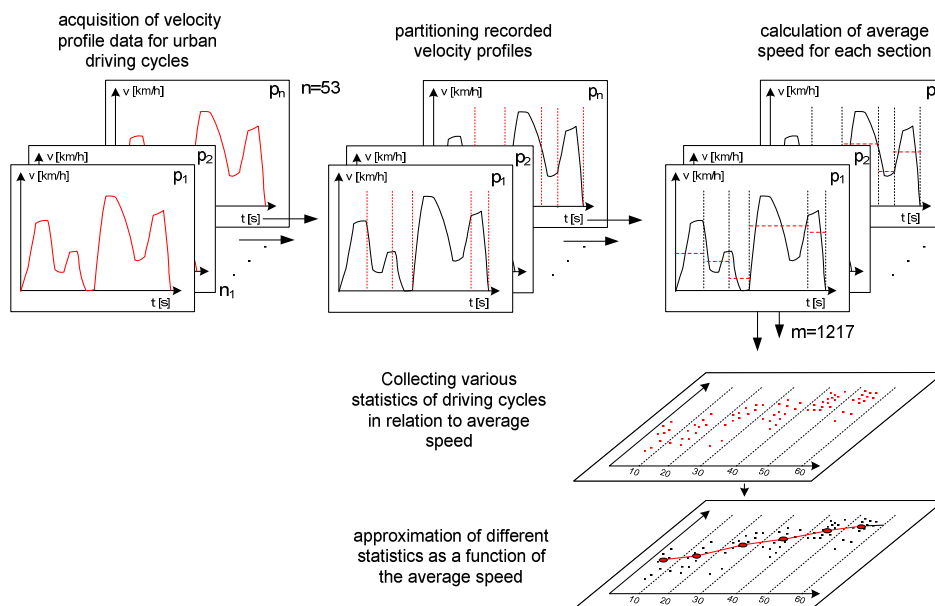 acquisition of velocity
profile data for urban
driving cycles
partitioning recorded
velocity profiles
calculation of average
speed for each section
v [km/h]
pn
n=53
v [km/h]
p2
v [km/h]
p1
t [s]
t [s]
n1
v [km/h]
pn
v [km/h]
p2
v [km/h]
p1
t [s]
t [s]
v [km/h]
p
v [km/h]
p2
v [km/h]
p1
t [s]
m=1217
Collecting various
statistics of driving cycles
in relation to average
speed
10 20 30 40 50 60
approximation of different
statistics as a function of
the average speed
10 20 30 40 50 60